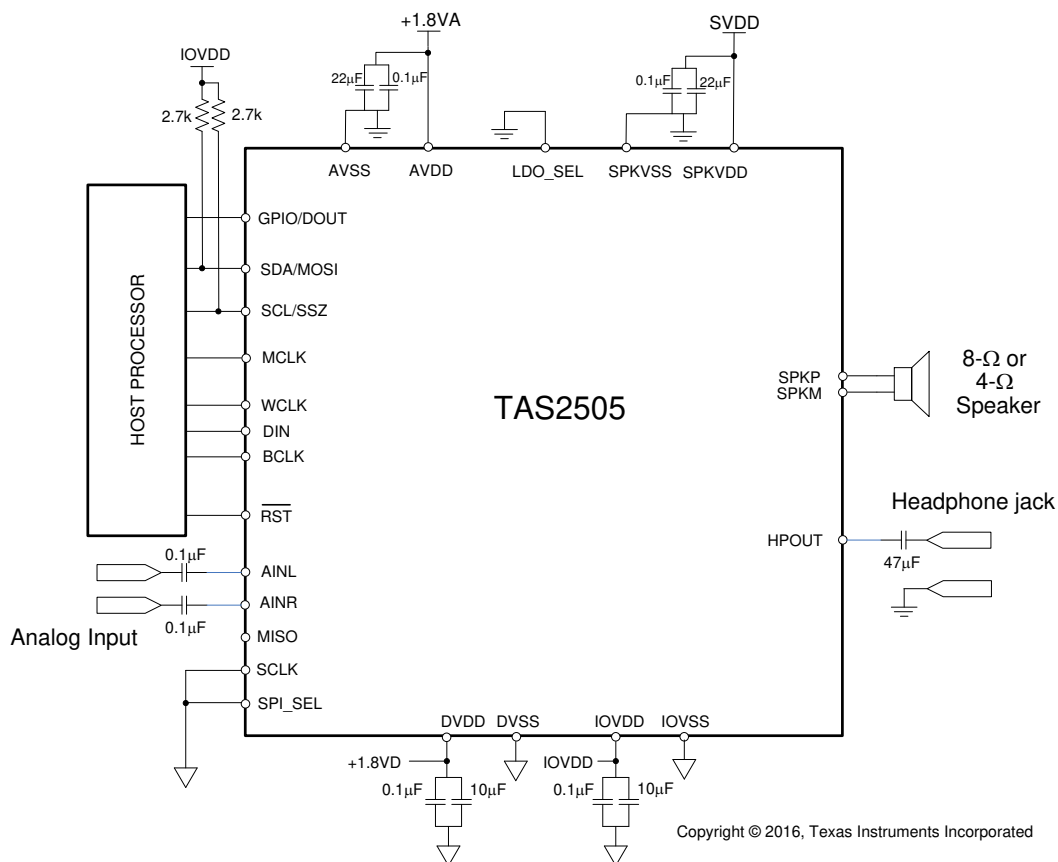 +1.8VA
SVDD
IOVDD
22μF
0.1μF
0.1μF
22μF
2.7k
2.7k
AVSS
AVDD
LDO_SEL
SPKVSS
SPKVDD
HOST PROCESSOR
GPIO/DOUT
SDA/MOSI
SCL/SSZ
MCLK
WCLK
DIN
BCLK
RST
TAS2505
SPKP
SPKM
8-Ω or
4-Ω
Speaker
Headphone jack
HPOUT
47μF
0.1μF
AINL
AINR
0.1μF
Analog Input
MISO
SCLK
SPI_SEL
DVDD
DVSS
IOVDD
IOVSS
+1.8VD
IOVDD
0.1μF
10μF
0.1μF
10μF
Copyright © 2016, Texas Instruments Incorporated